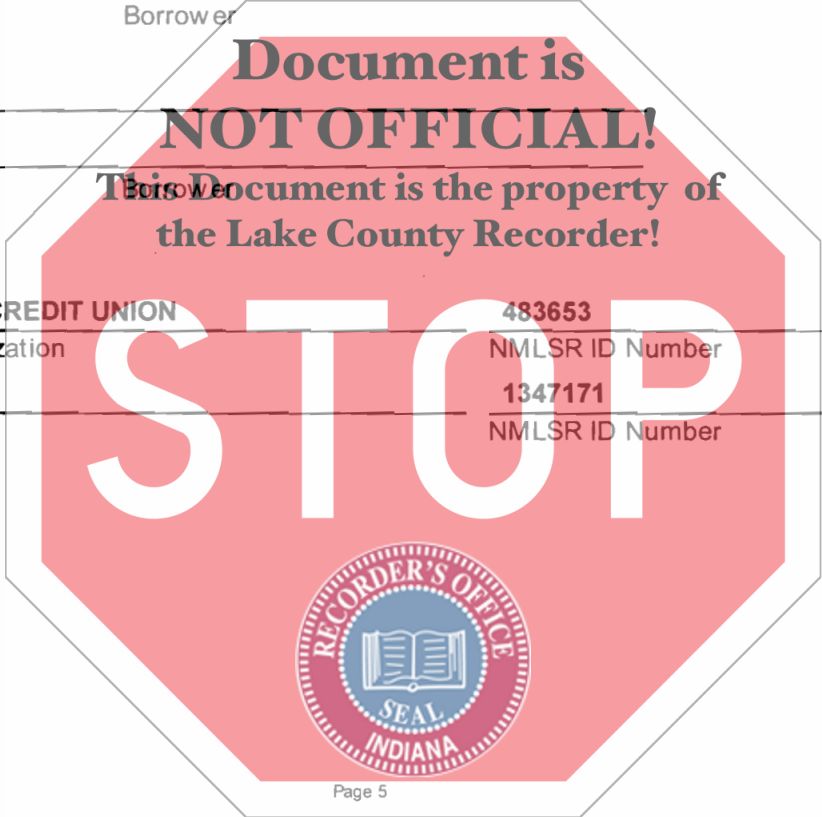 Borrower
Document is
NOT OFFICIAL!
This Document is the property of
Borrower
the Lake County Recorder!
CREDIT UNION 483653
zation NMLSR ID Number
1347171
NMLSR ID Number
STOP
RECORDER'S OFFICE
SEAL
INDIANA
Page 5